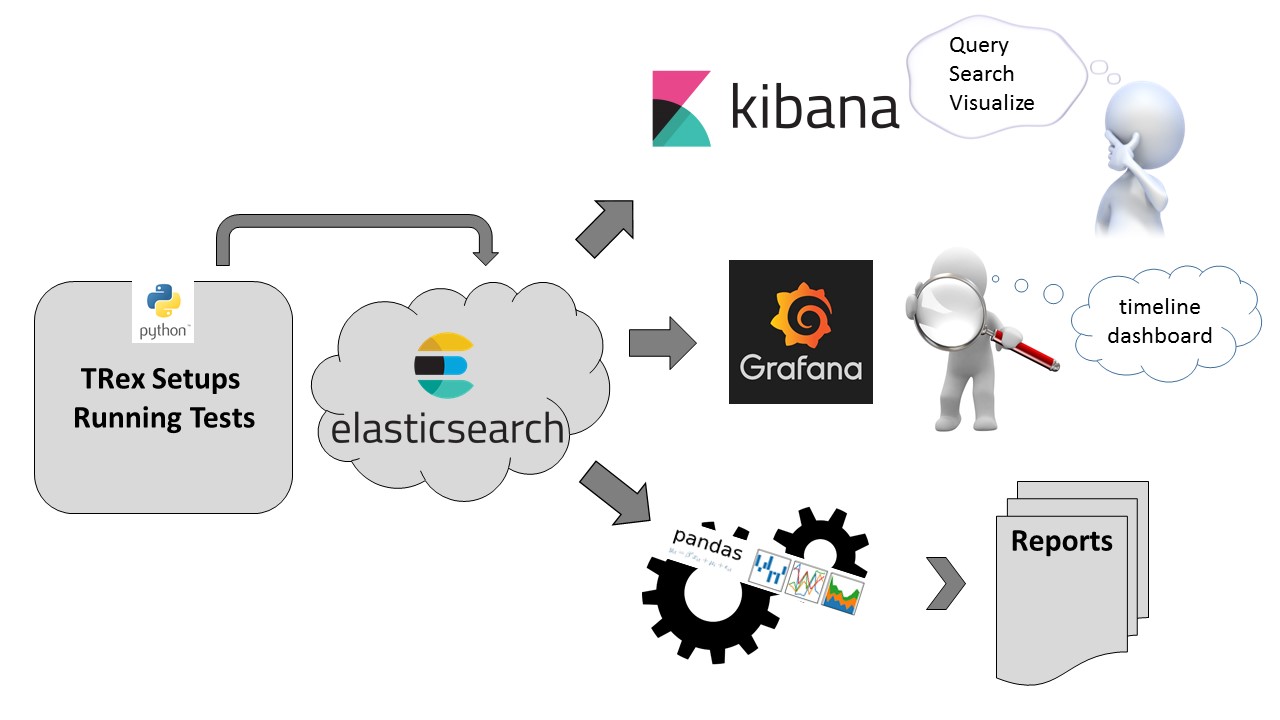 Query
Search
Visualize
kibana
python
TRex Setups
Running Tests
elasticsearch
Grafana
timeline
dashboard
pandas
Reports